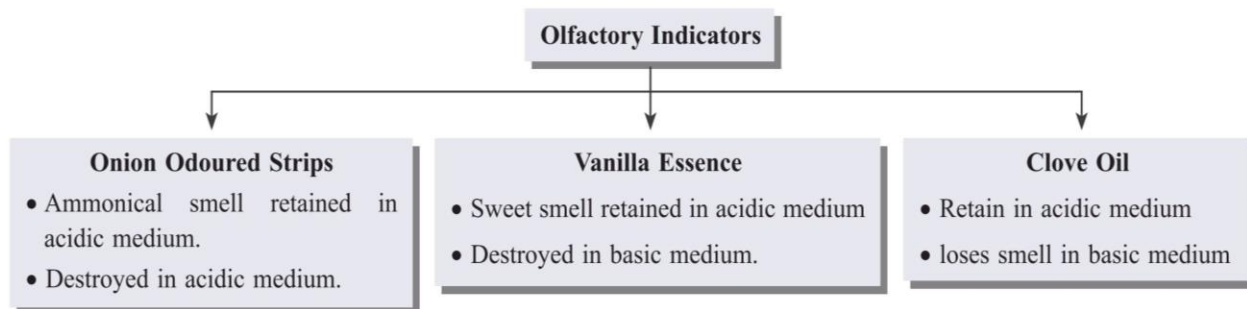 Olfactory Indicators
Onion Odoured Strips
• Ammonical smell retained in
acidic medium.
• Destroyed in acidic medium.
Vanilla Essence
• Sweet smell retained in acidic medium
• Destroyed in basic medium.
Clove Oil
• Retain in acidic medium
• loses smell in basic medium